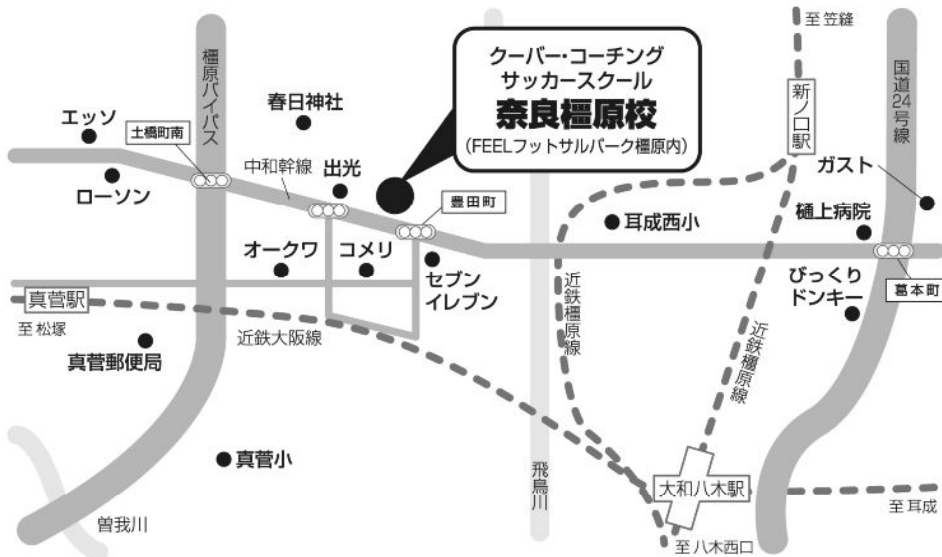 クーバー・コーチング
サッカースクール
奈良橿原校
(FEELフットサルパーク橿原内)
至 笠縫
新ノ口駅
国道24号線
ガスト
橿原バイパス
春日神社
エッソ
土橋町南
中和幹線
出光
ローソン
豊田町
耳成西小
樋上病院
オークワ
コメリ
セブン
イレブン
近鉄橿原線
びっくり
ドンキー
葛本町
真菅駅
至 松塚
近鉄大阪線
近鉄橿原線
真菅郵便局
真菅小
飛鳥川
大和八木駅
至 耳成
曽我川
至 八木西口